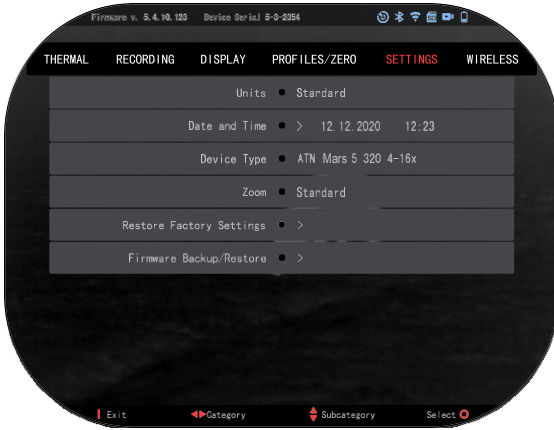 Firmware v. 5.4.10.123 Device Serial 5-3-2354
THERMAL RECORDING DISPLAY PROFILES/ZERO SETTINGS WIRELESS
Units Standard
Date and Time > 12.12.2020 12:23
Device Type ATN Mars 5 320 4-16x
Zoom Standard
Restore Factory Settings >
Firmware Backup/Restore >
Exit Category Subcategory Select